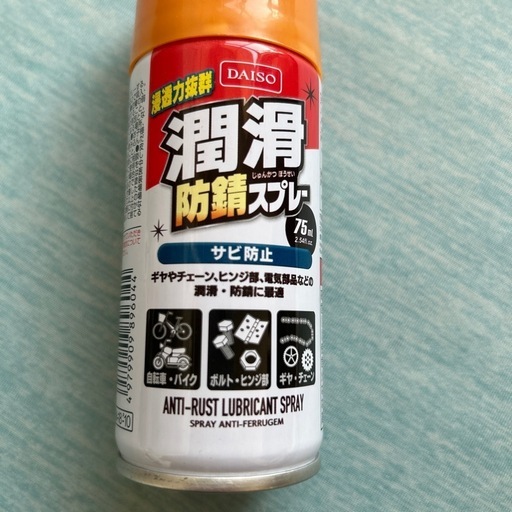 DAISO
浸透力抜群
潤滑
じゅんかつ ぼうせい
防錆スプレー
75ml
2.54fl.oz.
サビ防止
ギヤやチェーン、ヒンジ部、電気部品などの
潤滑・防錆に最適
自転車・バイク
ボルト・ヒンジ部
ギヤ・チェーン
ANTI-RUST LUBRICANT SPRAY
SPRAY ANTI-FERRUGEM
4979909896044